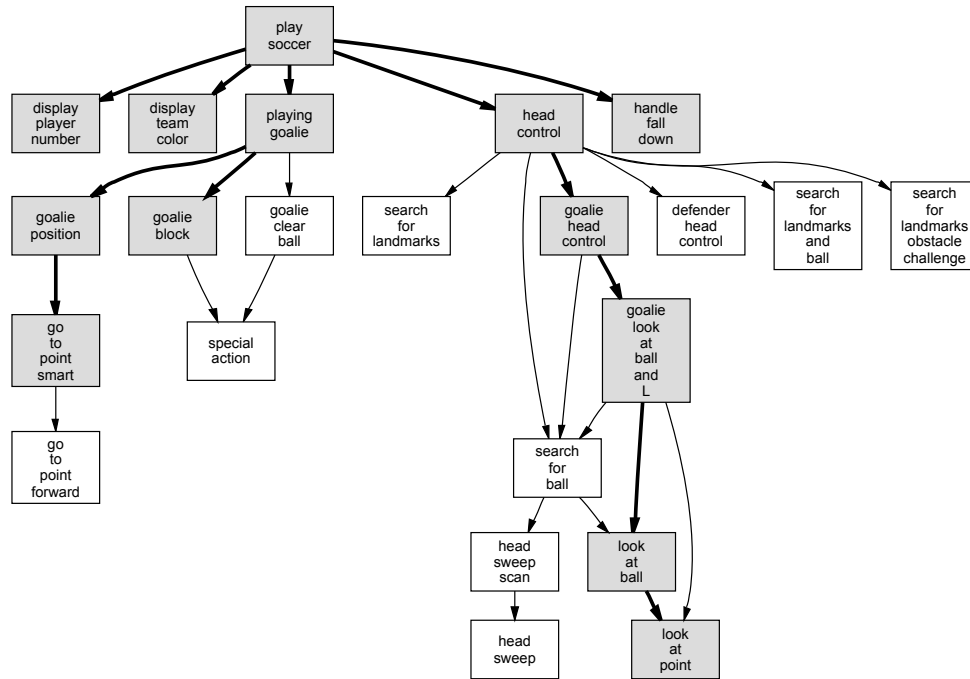 play
soccer
display
player
number
display
team
color
playing
goalie
head
control
handle
fall
down
goalie
position
goalie
block
goalie
clear
ball
search
for
landmarks
goalie
head
control
defender
head
control
search
for
landmarks
and
ball
search
for
landmarks
obstacle
challenge
go
to
point
smart
special
action
goalie
look
at
ball
and
L
go
to
point
forward
search
for
ball
head
sweep
scan
look
at
ball
head
sweep
look
at
point